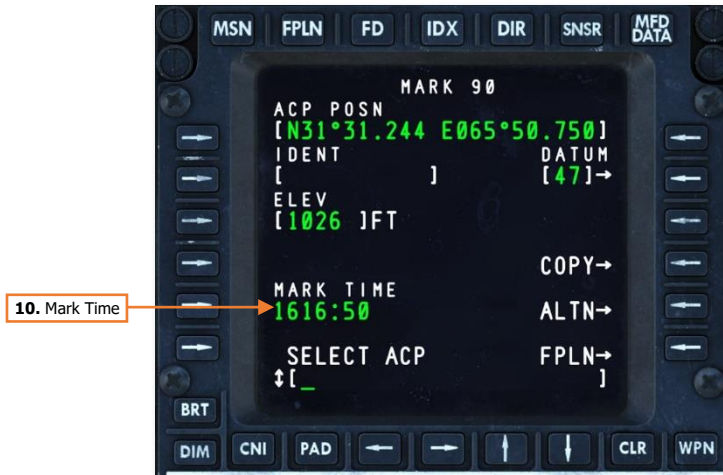 MSN FPLN FD IDX DIR SNSR MFD DATA
MARK 90
ACP POSN
[N31°31.244 E065°50.750]
IDENT DATUM
[ ] [47]→
ELEV
[1026 ]FT
COPY→
MARK TIME
1616:50 ALTN→
10. Mark Time
SELECT ACP FPLN→
↕[_ ]
BRT
DIM CNI PAD ← → ↑ ↓ CLR WPN